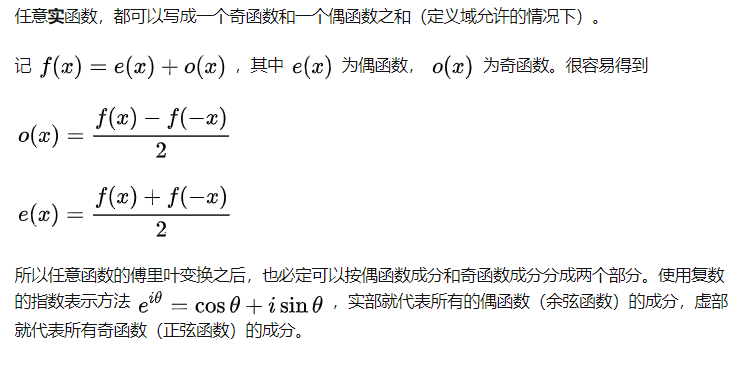 任意实函数，都可以写成一个奇函数和一个偶函数之和（定义域允许的情况下）。
记 f(x) = e(x) + o(x) ，其中 e(x) 为偶函数， o(x) 为奇函数。很容易得到
o(x) = \frac{f(x) - f(-x)}{2}
e(x) = \frac{f(x) + f(-x)}{2}
所以任意函数的傅里叶变换之后，也必定可以按偶函数成分和奇函数成分分成两个部分。使用复数
的指数表示方法 e^{iθ} = cos θ + i sin θ ，实部就代表所有的偶函数（余弦函数）的成分，虚部
就代表所有奇函数（正弦函数）的成分。